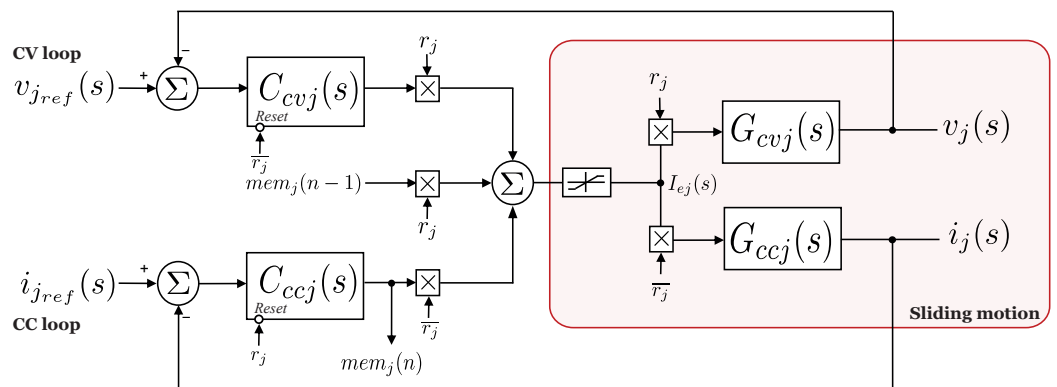 CV loop
v_{j_{ref}}(s)
+
−
Σ
C_{cvj}(s)
Reset
\overline{r_j}
r_j
×
mem_j(n − 1)
×
r_j
Σ
I_{ej}(s)
r_j
×
G_{cvj}(s)
v_j(s)
×
\overline{r_j}
G_{ccj}(s)
i_j(s)
Sliding motion
i_{j_{ref}}(s)
CC loop
+
−
Σ
C_{ccj}(s)
Reset
r_j
mem_j(n)
×
\overline{r_j}